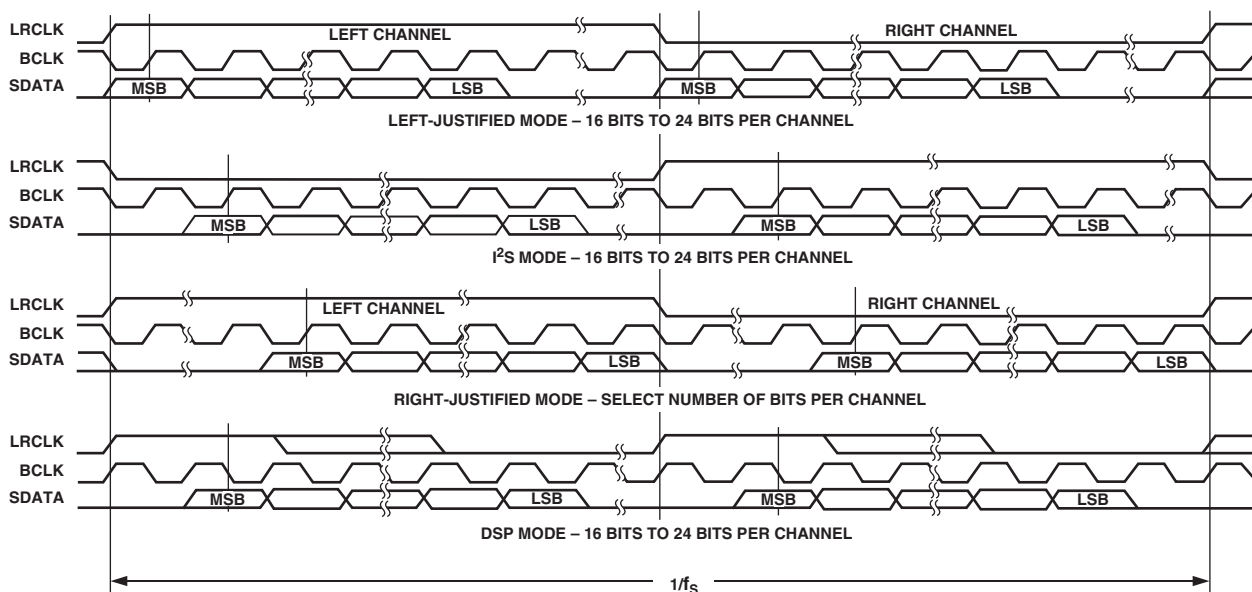 LRCLK
LEFT CHANNEL RIGHT CHANNEL
BCLK
SDATA
MSB LSB MSB LSB
LEFT-JUSTIFIED MODE – 16 BITS TO 24 BITS PER CHANNEL
LRCLK
BCLK
SDATA
MSB LSB MSB LSB
I²S MODE – 16 BITS TO 24 BITS PER CHANNEL
LRCLK
LEFT CHANNEL RIGHT CHANNEL
BCLK
SDATA
MSB LSB MSB LSB
RIGHT-JUSTIFIED MODE – SELECT NUMBER OF BITS PER CHANNEL
LRCLK
BCLK
SDATA
MSB LSB MSB LSB
DSP MODE – 16 BITS TO 24 BITS PER CHANNEL
1/fS